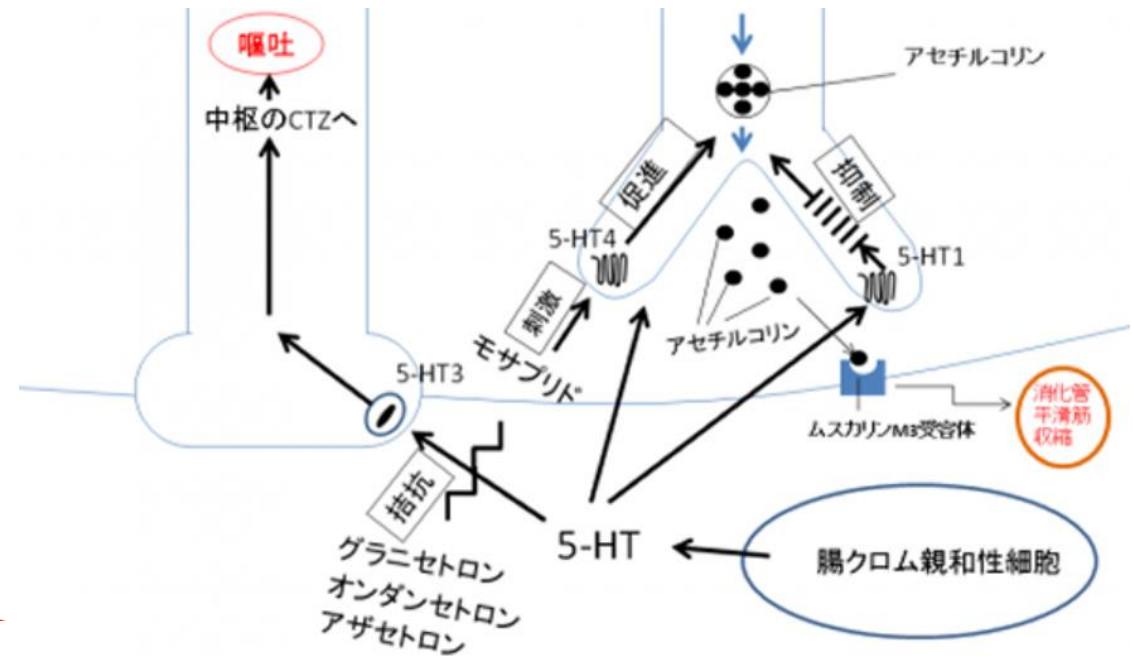 嘔吐
中枢のCTZへ
アセチルコリン
促進
抑制
5-HT4
5-HT1
刺激
モサプリド
アセチルコリン
5-HT3
ムスカリンM3受容体
消化管
平滑筋
収縮
拮抗
グラニセトロン
オンダンセトロン
アザセトロン
5-HT
腸クロム親和性細胞